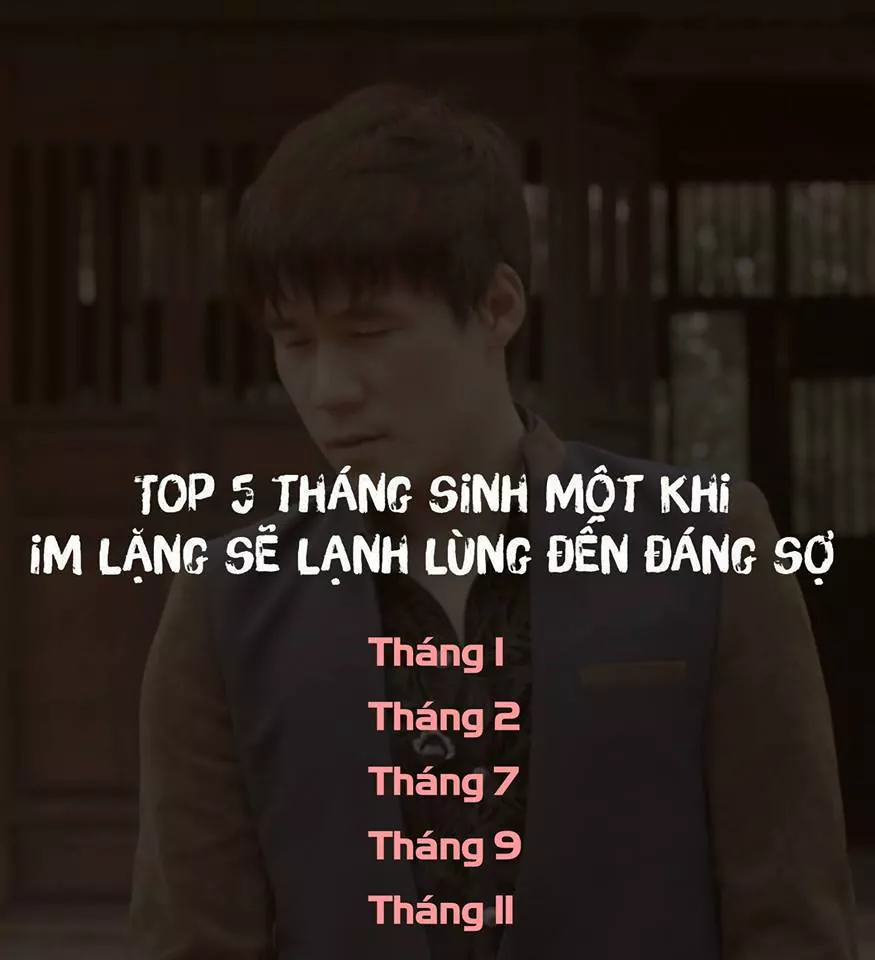 TOP 5 THÁNG SINH MỘT KHI
IM LẶNG SẼ LẠNH LÙNG ĐẾN ĐÁNG SỢ
Tháng 1
Tháng 2
Tháng 7
Tháng 9
Tháng 11